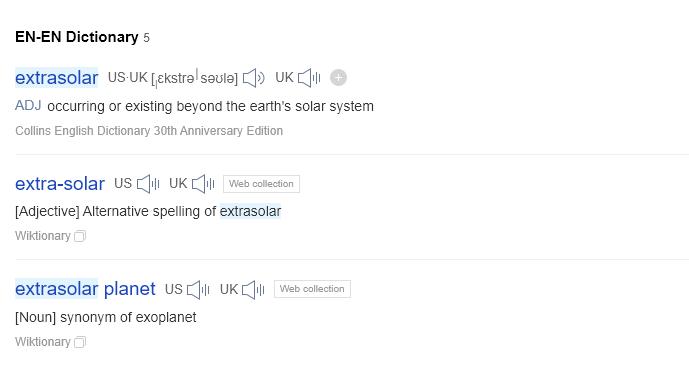 EN-EN Dictionary 5
extrasolar US·UK [ˌɛkstrəˈsəʊlə] UK
ADJ occurring or existing beyond the earth's solar system
Collins English Dictionary 30th Anniversary Edition
extra-solar US UK Web collection
[Adjective] Alternative spelling of extrasolar
Wiktionary
extrasolar planet US UK Web collection
[Noun] synonym of exoplanet
Wiktionary